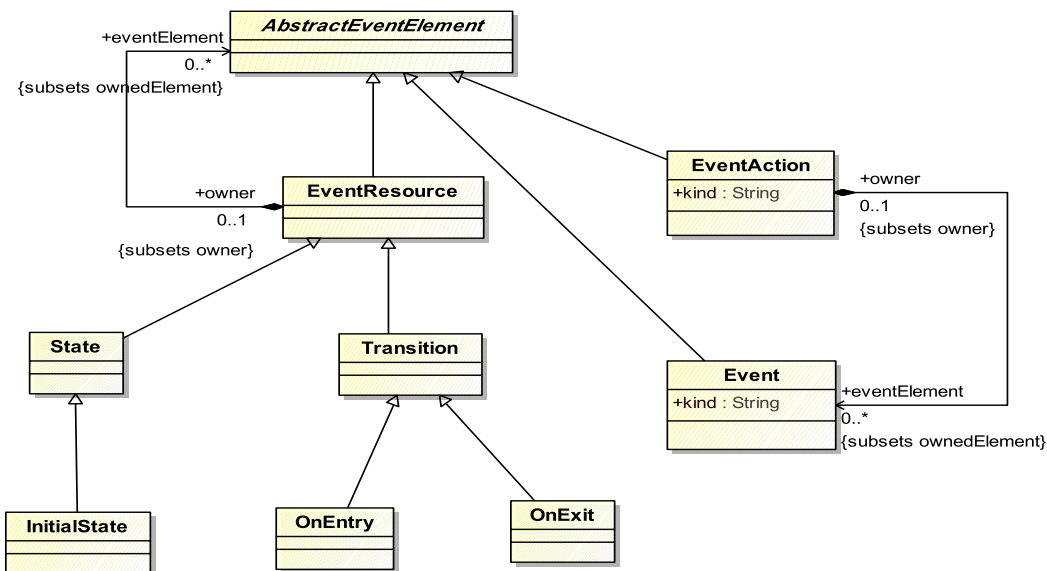 AbstractEventElement
+eventElement
0..*
{subsets ownedElement}
EventAction
+kind : String
+owner
0..1
{subsets owner}
EventResource
+owner
0..1
{subsets owner}
State
Transition
Event
+kind : String
+eventElement
0..*
{subsets ownedElement}
InitialState
OnEntry
OnExit